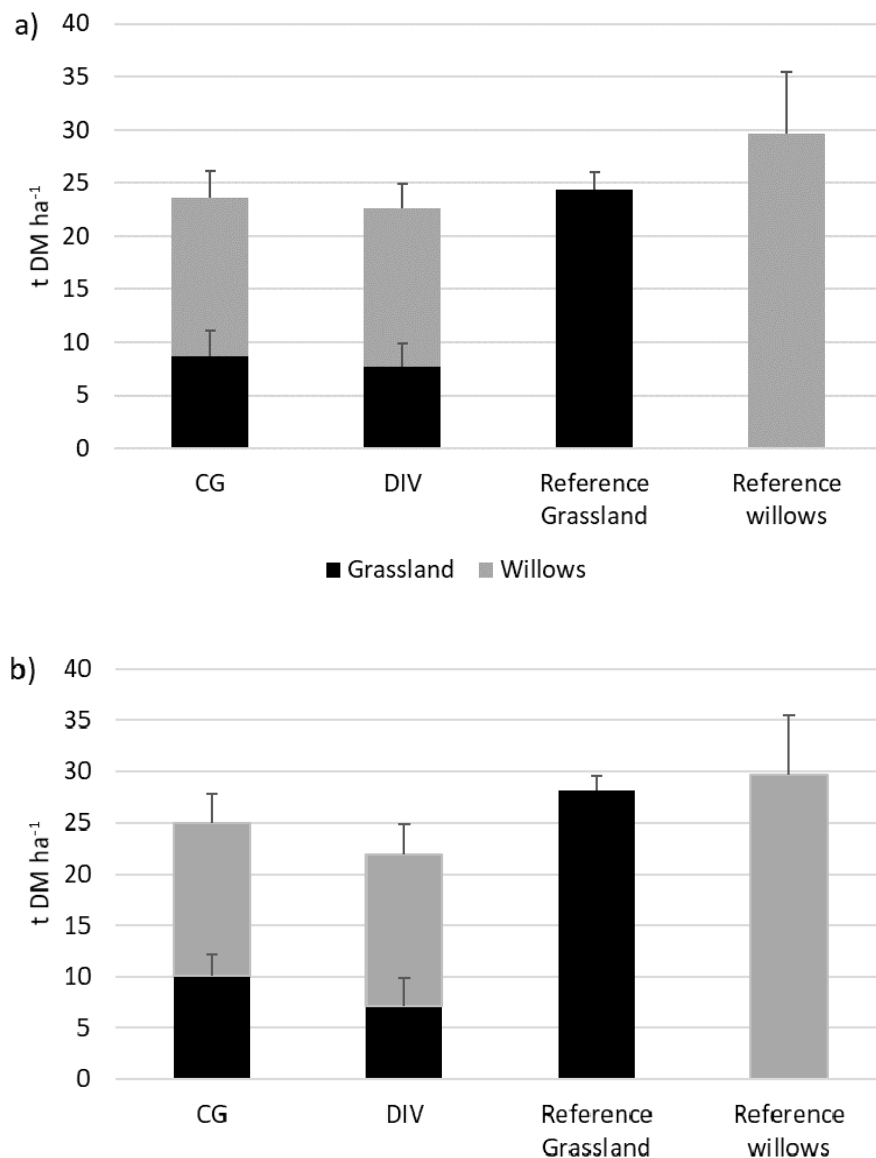 a)
40
35
30
25
20
15
10
5
0
t DM ha⁻¹
CG
DIV
Reference
Grassland
Reference
willows
Grassland
Willows
b)
40
35
30
25
20
15
10
5
0
t DM ha⁻¹
CG
DIV
Reference
Grassland
Reference
willows